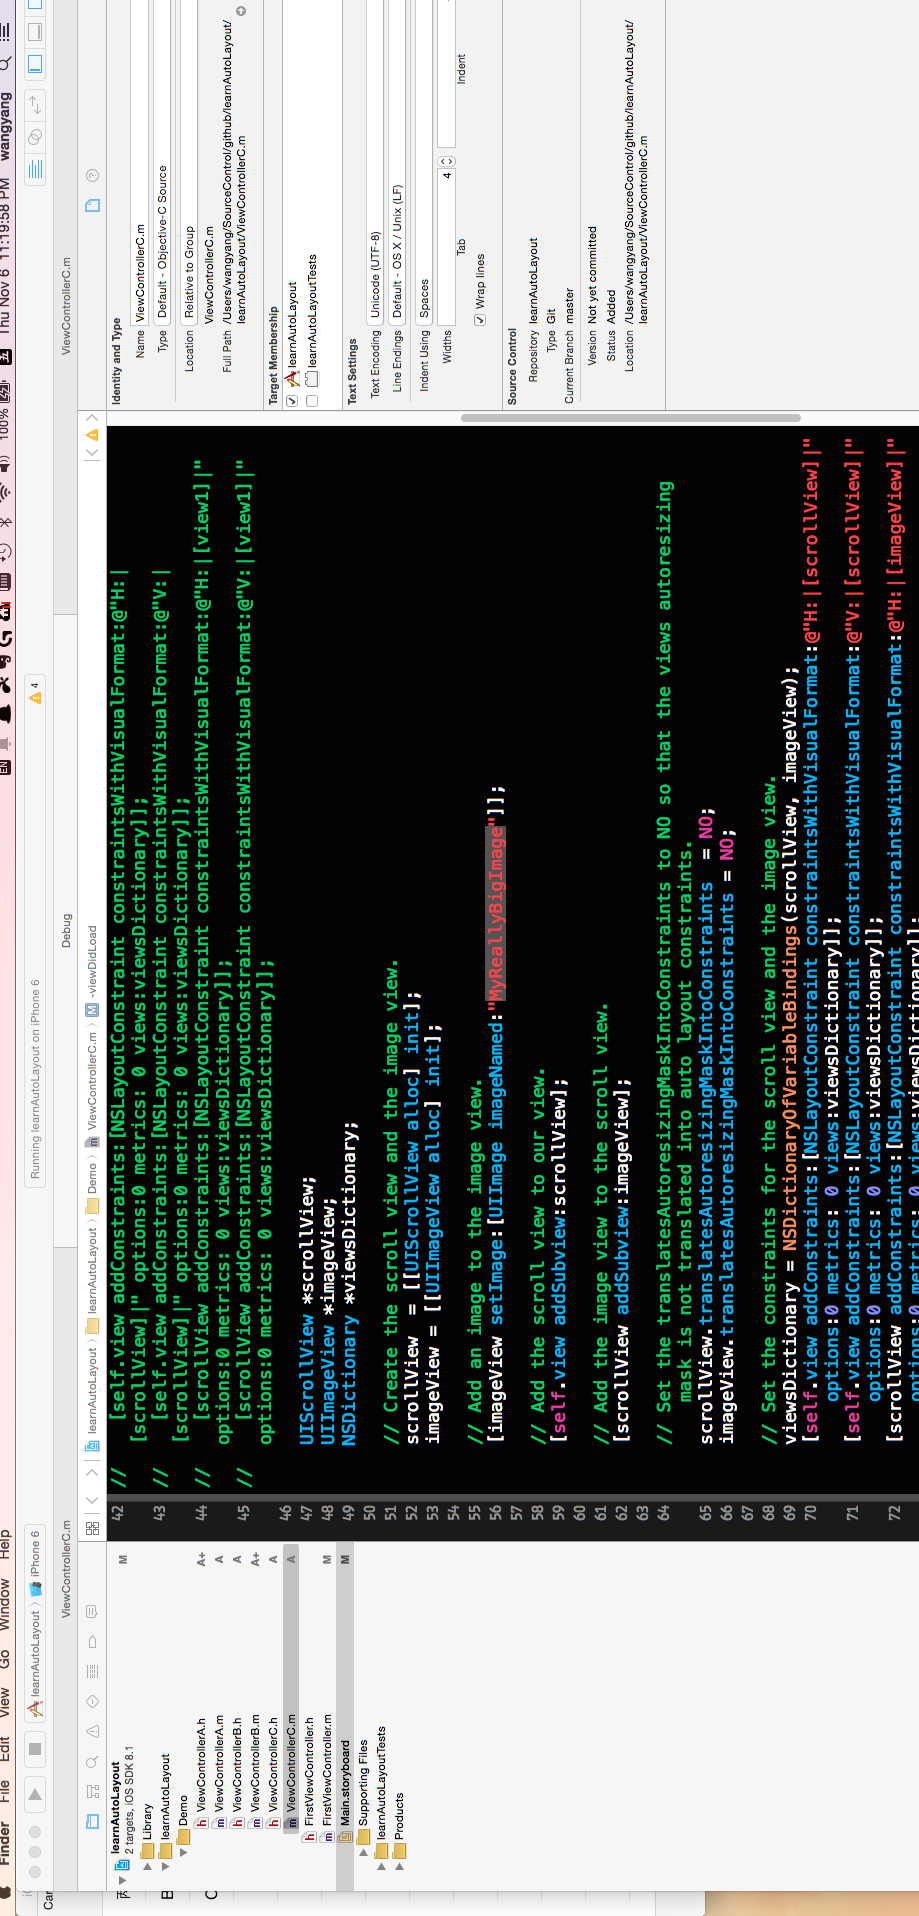 Finder File Edit View Go Window Help
EN
100%
Thu Nov 6 11:19:58 PM wangyang
learnAutoLayout 〉 iPhone 6
Running learnAutoLayout on iPhone 6
4
ViewControllerC.m
Debug
ViewControllerC.m
learnAutoLayout 〉 learnAutoLayout 〉 Demo 〉 ViewControllerC.m 〉 M -viewDidLoad
learnAutoLayout M
2 targets, iOS SDK 8.1
Library
learnAutoLayout
Demo
h ViewControllerA.h A+
m ViewControllerA.m A
h ViewControllerB.h A
m ViewControllerB.m A+
h ViewControllerC.h A
m ViewControllerC.m A
h FirstViewController.h
m FirstViewController.m M
Main.storyboard M
Supporting Files
learnAutoLayoutTests
Products
42 // [self.view addConstraints:[NSLayoutConstraint constraintsWithVisualFormat:@"H:|
[scrollView]|" options:0 metrics: 0 views:viewsDictionary]];
43 // [self.view addConstraints:[NSLayoutConstraint constraintsWithVisualFormat:@"V:|
[scrollView]|" options:0 metrics: 0 views:viewsDictionary]];
44 // [scrollView addConstraints:[NSLayoutConstraint constraintsWithVisualFormat:@"H:|[view1]|"
options:0 metrics: 0 views:viewsDictionary]];
45 // [scrollView addConstraints:[NSLayoutConstraint constraintsWithVisualFormat:@"V:|[view1]|"
options:0 metrics: 0 views:viewsDictionary]];
46
47 UIScrollView *scrollView;
48 UIImageView *imageView;
49 NSDictionary *viewsDictionary;
50
51 // Create the scroll view and the image view.
52 scrollView = [[UIScrollView alloc] init];
53 imageView = [[UIImageView alloc] init];
54
55 // Add an image to the image view.
56 [imageView setImage:[UIImage imageNamed:"MyReallyBigImage"]];
57
58 // Add the scroll view to our view.
59 [self.view addSubview:scrollView];
60
61 // Add the image view to the scroll view.
62 [scrollView addSubview:imageView];
63
64 // Set the translatesAutoresizingMaskIntoConstraints to NO so that the views autoresizing
mask is not translated into auto layout constraints.
65 scrollView.translatesAutoresizingMaskIntoConstraints = NO;
66 imageView.translatesAutoresizingMaskIntoConstraints = NO;
67
68 // Set the constraints for the scroll view and the image view.
69 viewsDictionary = NSDictionaryOfVariableBindings(scrollView, imageView);
70 [self.view addConstraints:[NSLayoutConstraint constraintsWithVisualFormat:@"H:|[scrollView]|"
options:0 metrics: 0 views:viewsDictionary]];
71 [self.view addConstraints:[NSLayoutConstraint constraintsWithVisualFormat:@"V:|[scrollView]|"
options:0 metrics: 0 views:viewsDictionary]];
72 [scrollView addConstraints:[NSLayoutConstraint constraintsWithVisualFormat:@"H:|[imageView]|"
options:0 metrics: 0 views:viewsDictionary]];
Identity and Type
Name ViewControllerC.m
Type Default - Objective-C Source
Location Relative to Group
ViewControllerC.m
Full Path /Users/wangyang/SourceControl/github/learnAutoLayout/
learnAutoLayout/ViewControllerC.m
Target Membership
learnAutoLayout
learnAutoLayoutTests
Text Settings
Text Encoding Unicode (UTF-8)
Line Endings Default - OS X / Unix (LF)
Indent Using Spaces
Widths 4
Tab Indent
Wrap lines
Source Control
Repository learnAutoLayout
Type Git
Current Branch master
Version Not yet committed
Status Added
Location /Users/wangyang/SourceControl/github/learnAutoLayout/
learnAutoLayout/ViewControllerC.m